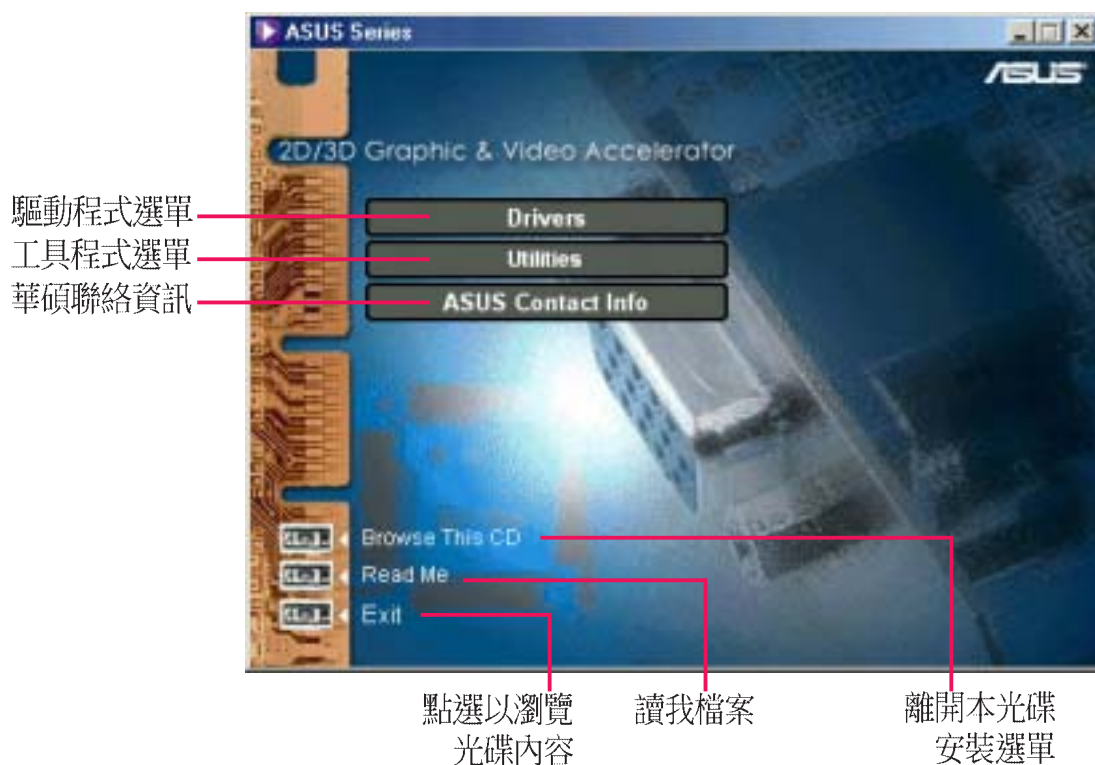 ASUS Series
ASUS
2D/3D Graphic & Video Accelerator
驅動程式選單
Drivers
工具程式選單
Utilities
華碩聯絡資訊
ASUS Contact Info
Browse This CD
Read Me
Exit
點選以瀏覽
光碟內容
讀我檔案
離開本光碟
安裝選單